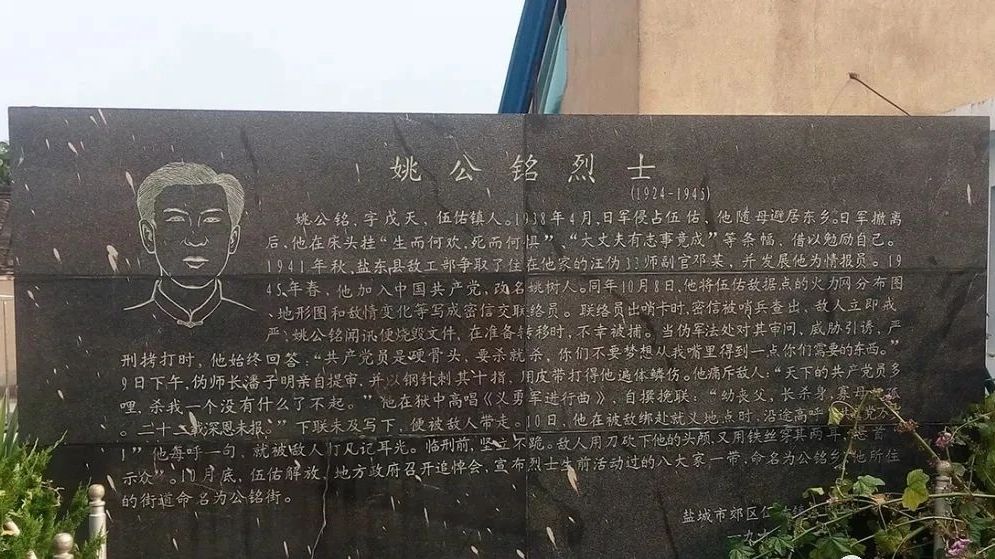 姚公铭烈士
(1924-1945)
姚公铭、字戊天、伍佑镇人。1938年4月,日军侵占伍佑、他随母避居东乡。日军撤离
后、他在床头挂“生而何欢、死而何惧”、“大丈夫有志事竟成”等条幅、借以勉励自己。
1941年秋,盐东县敌工部争取了住在他家的汪伪33师副官邓某,并发展他为情报员。19
45年春,他加入中国共产党,改名姚树人。同年10月8日,他将伍佑敌据点的火力网分布图
、地形图和敌情变化等写成密信交联络员。联络员出哨卡时,密信被哨兵查出、敌人立即戒
严。姚公铭闻讯便烧毁文件,在准备转移时,不幸被捕。当伪军法处对其审问,威胁引诱、严
刑拷打时,他始终回答:“共产党员是硬骨头,要杀就杀,你们不要梦想从我嘴里得到一点你们需要的东西。”
9日下午,伪师长潘子明亲自提审,并以钢针刺其十指,用皮带打得他遍体鳞伤。他痛斥敌人:“天下的共产党员多
哩,杀我一个没有什么了不起。”他在狱中高唱《义勇军进行曲》,自撰挽联:“幼丧父,长杀身,寡母
。二十二载深恩未报。”下联未及写下,便被敌人带走。10日,他在被敌绑赴就义地点时,沿途高呼“共产党万
!”他每呼一句,就被敌人打几记耳光。临刑前,坚立不跪。敌人用刀砍下他的头颅,又用铁丝穿其两耳,悬首
示众”。10月底,伍佑解放,地方政府召开追悼会,宣布烈士生前活动过的八大家一带,命名为公铭乡,他所住
的街道命名为公铭街。
盐城市郊区伍佑镇
一九